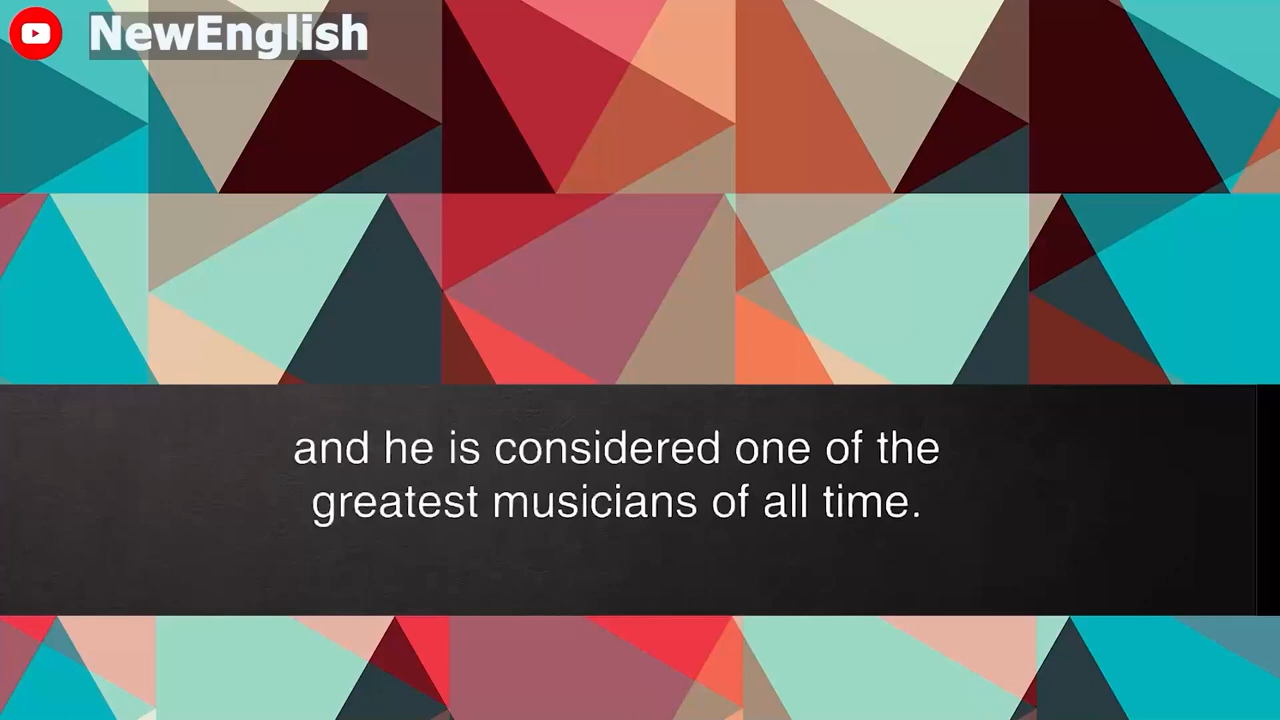 NewEnglish
and he is considered one of the
greatest musicians of all time.